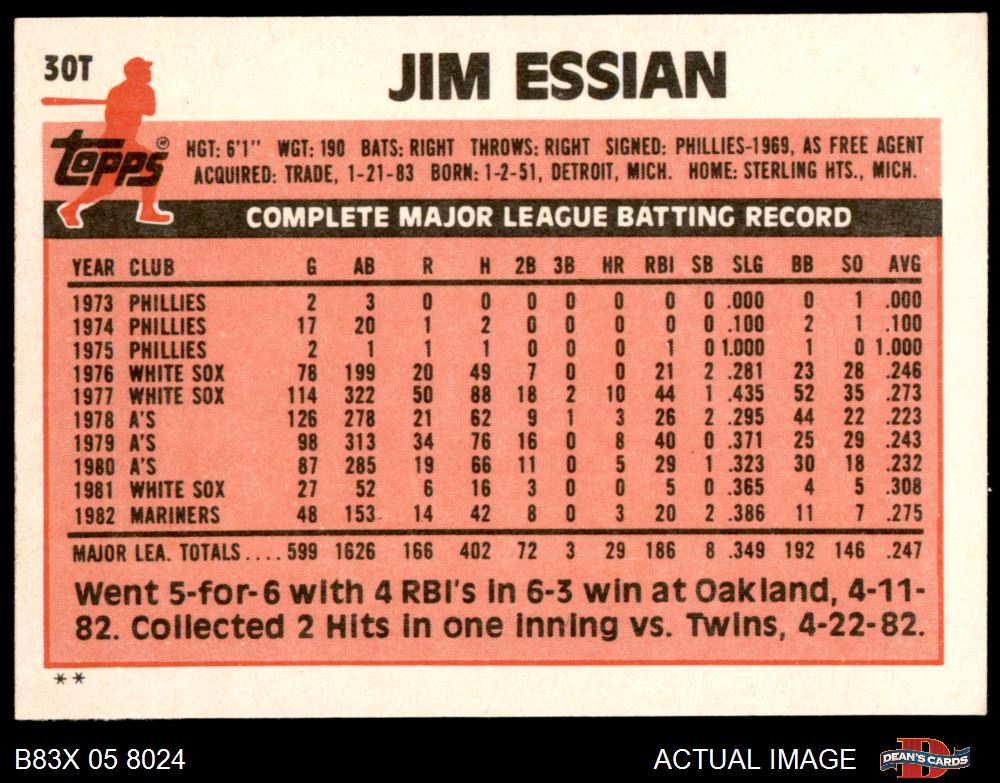 30T
JIM ESSIAN
Topps
HGT: 6'1" WGT: 190 BATS: RIGHT THROWS: RIGHT SIGNED: PHILLIES-1969, AS FREE AGENT
ACQUIRED: TRADE, 1-21-83 BORN: 1-2-51, DETROIT, MICH. HOME: STERLING HTS., MICH.
COMPLETE MAJOR LEAGUE BATTING RECORD
YEAR CLUB G AB R H 2B 3B HR RBI SB SLG BB SO AVG
1973 PHILLIES 2 3 0 0 0 0 0 0 0 .000 0 1 .000
1974 PHILLIES 17 20 1 2 0 0 0 0 0 .100 2 1 .100
1975 PHILLIES 2 1 1 1 0 0 0 1 0 1.000 1 0 1.000
1976 WHITE SOX 78 199 20 49 7 0 0 21 2 .281 23 28 .246
1977 WHITE SOX 114 322 50 88 18 2 10 44 1 .435 52 35 .273
1978 A'S 126 278 21 62 9 1 3 26 2 .295 44 22 .223
1979 A'S 98 313 34 76 16 0 8 40 0 .371 25 29 .243
1980 A'S 87 285 19 66 11 0 5 29 1 .323 30 18 .232
1981 WHITE SOX 27 52 6 16 3 0 0 5 0 .365 4 5 .308
1982 MARINERS 48 153 14 42 8 0 3 20 2 .386 11 7 .275
MAJOR LEA. TOTALS.... 599 1626 166 402 72 3 29 186 8 .349 192 146 .247
Went 5-for-6 with 4 RBI's in 6-3 win at Oakland, 4-11-
82. Collected 2 Hits in one inning vs. Twins, 4-22-82.
**
B83X 05 8024 ACTUAL IMAGE DEAN'S CARDS